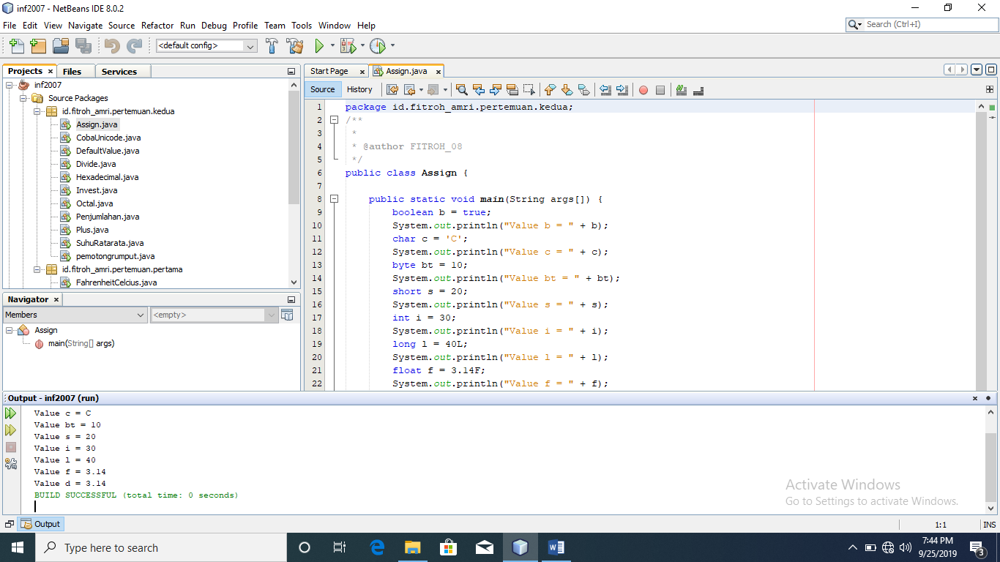 inf2007 - NetBeans IDE 8.0.2
File Edit View Navigate Source Refactor Run Debug Profile Team Tools Window Help
Search (Ctrl+I)
<default config>
Projects Files Services
inf2007
Source Packages
id.fitroh_amri.pertemuan.kedua
Assign.java
CobaUnicode.java
DefaultValue.java
Divide.java
Hexadecimal.java
Invest.java
Octal.java
Penjumlahan.java
Plus.java
SuhuRatarata.java
pemotongrumput.java
id.fitroh_amri.pertemuan.pertama
FahrenheitCelcius.java
Navigator
Members <empty>
Assign
main(String[] args)
Start Page Assign.java
Source History
1 package id.fitroh_amri.pertemuan.kedua;
2 /**
3 *
4 * @author FITROH_08
5 */
6 public class Assign {
7
8 public static void main(String args[]) {
9 boolean b = true;
10 System.out.println("Value b = " + b);
11 char c = 'C';
12 System.out.println("Value c = " + c);
13 byte bt = 10;
14 System.out.println("Value bt = " + bt);
15 short s = 20;
16 System.out.println("Value s = " + s);
17 int i = 30;
18 System.out.println("Value i = " + i);
19 long l = 40L;
20 System.out.println("Value l = " + l);
21 float f = 3.14F;
22 System.out.println("Value f = " + f);
Output - inf2007 (run)
Value c = C
Value bt = 10
Value s = 20
Value i = 30
Value l = 40
Value f = 3.14
Value d = 3.14
BUILD SUCCESSFUL (total time: 0 seconds)
Activate Windows
Go to Settings to activate Windows.
Output
1:1 INS
Type here to search
7:44 PM
9/25/2019
3